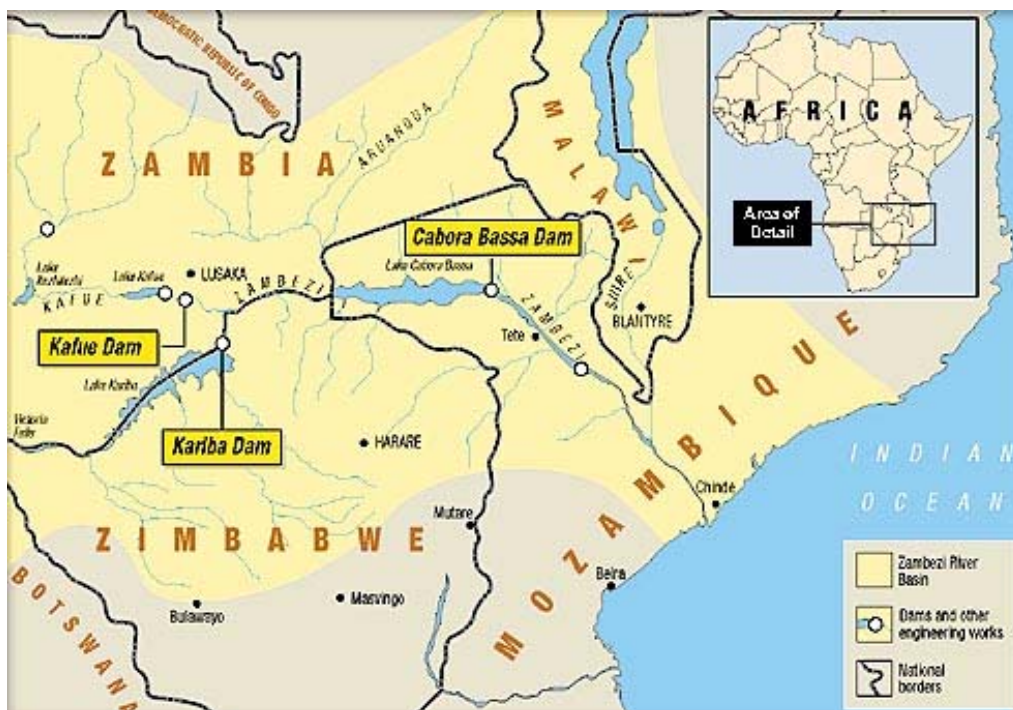 DEMOCRATIC REPUBLIC OF CONGO
ZAMBIA
ARUANQUA
MALAWI
AFRICA
Area of
Detail
Cabora Bassa Dam
Lake Cabora Bassa
Lake Kafue
LUSAKA
KAFUE
ZAMBEZI
ZAMBEZI
SHIRE
BLANTYRE
Tete
Kafue Dam
Lake Kariba
Victoria
Falls
Kariba Dam
HARARE
MOZAMBIQUE
INDIAN
OCEAN
Chinde
Mutare
ZIMBABWE
Beira
BOTSWANA
Bulawayo
Masvingo
Zambezi River
Basin
Dams and other
engineering works
National
borders